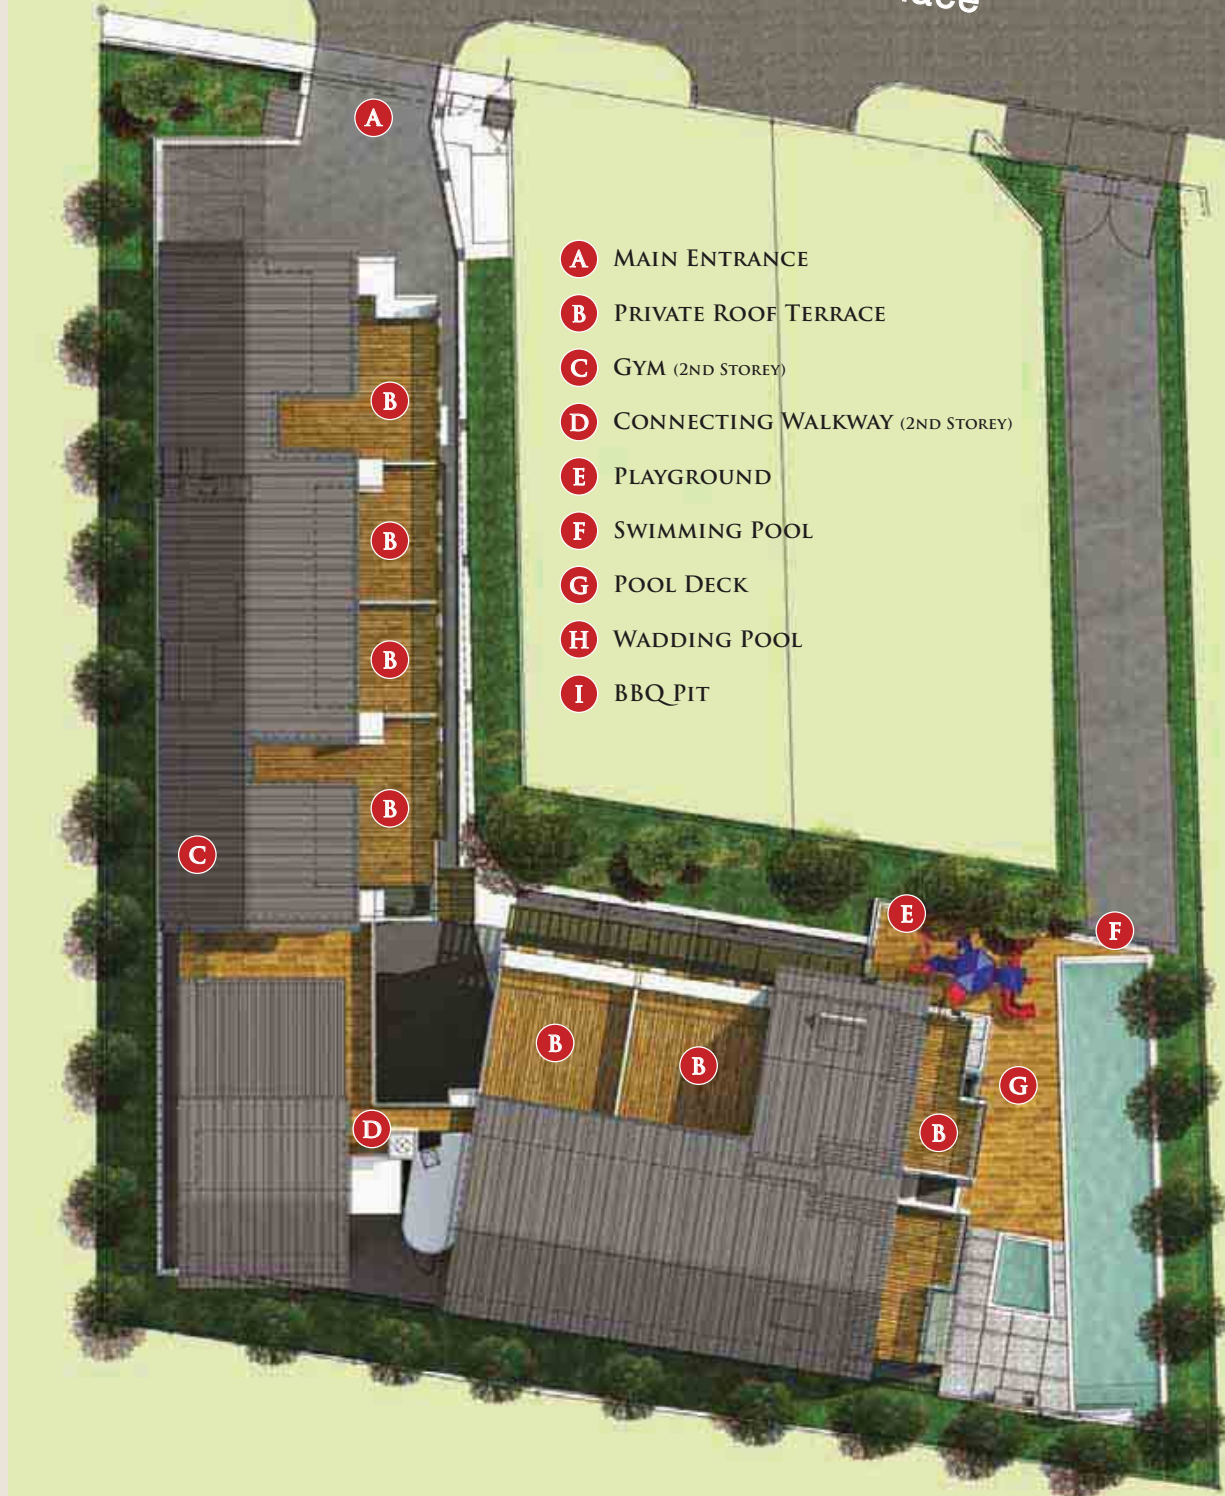 A
A MAIN ENTRANCE
B PRIVATE ROOF TERRACE
C GYM (2ND STOREY)
D CONNECTING WALKWAY (2ND STOREY)
E PLAYGROUND
F SWIMMING POOL
G POOL DECK
H WADDING POOL
I BBQ PIT
B
B
B
B
C
E
F
B
B
G
D
B